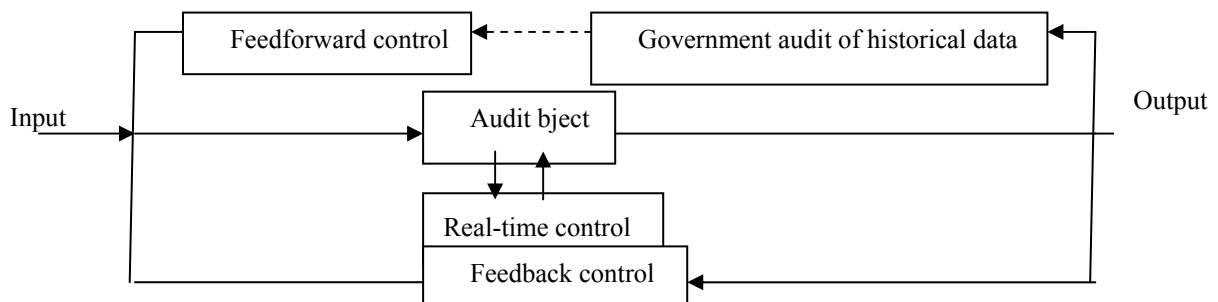 Feedforward control
Government audit of historical data
Input
Audit bject
Output
Real-time control
Feedback control